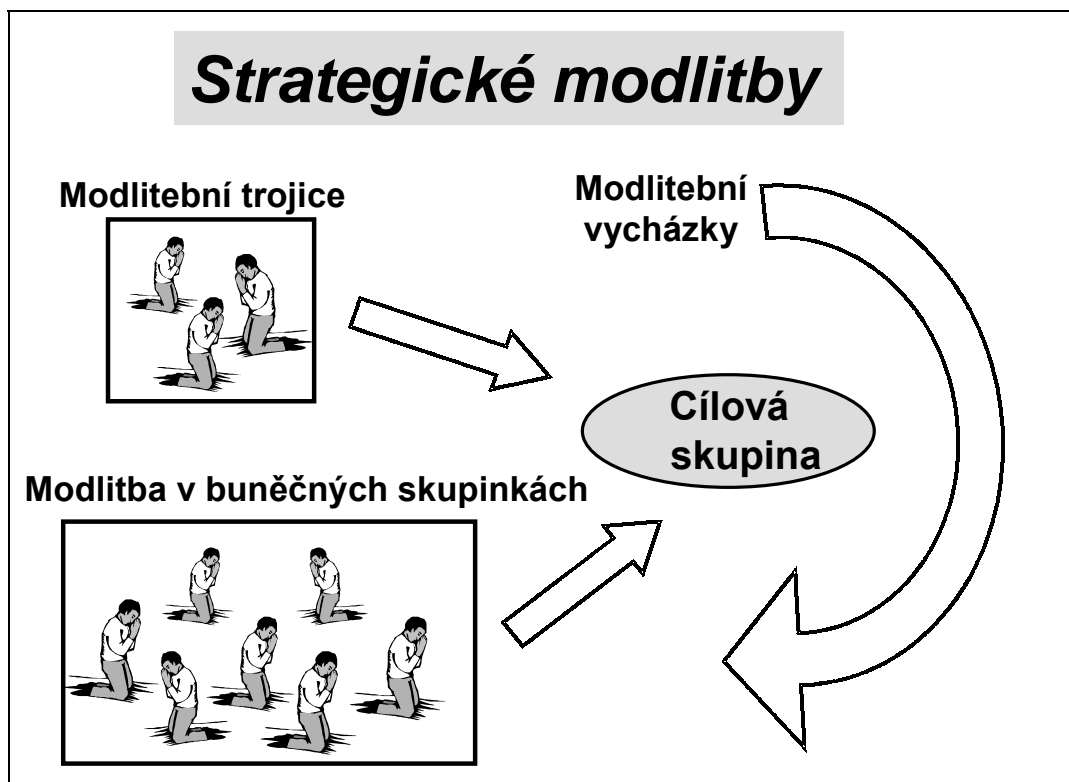 Strategické modlitby
Modlitební trojice
Modlitební
vycházky
Cílová
skupina
Modlitba v buněčných skupinkách